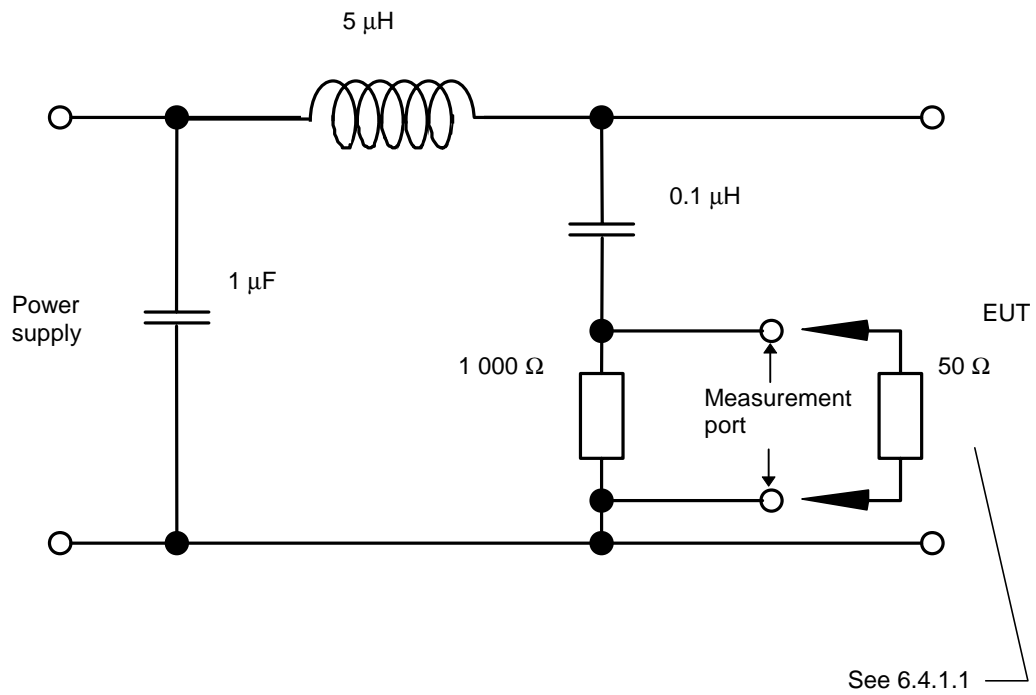 5 μH
0.1 μH
1 μF
Power
supply
EUT
1 000 Ω
50 Ω
Measurement
port
See 6.4.1.1